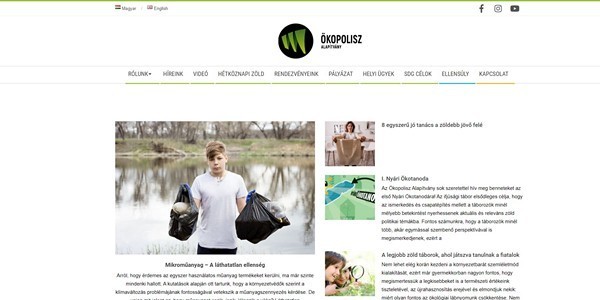 Magyar
English
ÖKOPOLISZ
ALAPÍTVÁNY
RÓLUNK HÍREINK VIDEÓ HÉTKÖZNAPI ZÖLD RENDEZVÉNYEINK PÁLYÁZAT HELYI ÜGYEK SDG CÉLOK ELLENSÚLY KAPCSOLAT
Mikroműanyag – A láthatatlan ellenség
Arról, hogy érdemes az egyszer használatos műanyag termékeket kerülni, ma már szinte
mindenki hallott. A kutatások alapján ott tartunk, hogy a környezetvédők szerint a
klímaváltozás problémájának fontosságával vetekszik a műanyagszennyezés kérdése. De
8 egyszerű jó tanács a zöldebb jövő felé
I. Nyári Ökotanoda
Az Ökopolisz Alapítvány sok szeretettel hív meg benneteket az
első Nyári Ökotanodára! Az ifjúsági tábor elsődleges célja, hogy
az ismerkedés és csapatépítés mellett a táborozók minél
mélyebb betekintést nyerhessenek aktuális és releváns zöld
politikai témákba. Fontos számunkra, hogy a táborozók minél
több, akár egymással szemben perspektívával is
megismerkedjenek, ezért a
A legjobb zöld táborok, ahol játszva tanulnak a fiatalok
Nem lehet elég korán kezdeni a környezetbarát szemléletmód
kialakítását, ezért már gyermekkorban nagyon fontos, hogy
megismertessük a legkisebbeket is a természeti értékeink
tiszteletével, az újrahasznosítás erejével és elmondjuk nekik,
miért olyan fontos az ökológiai lábnyomunk csökkentése. Nem